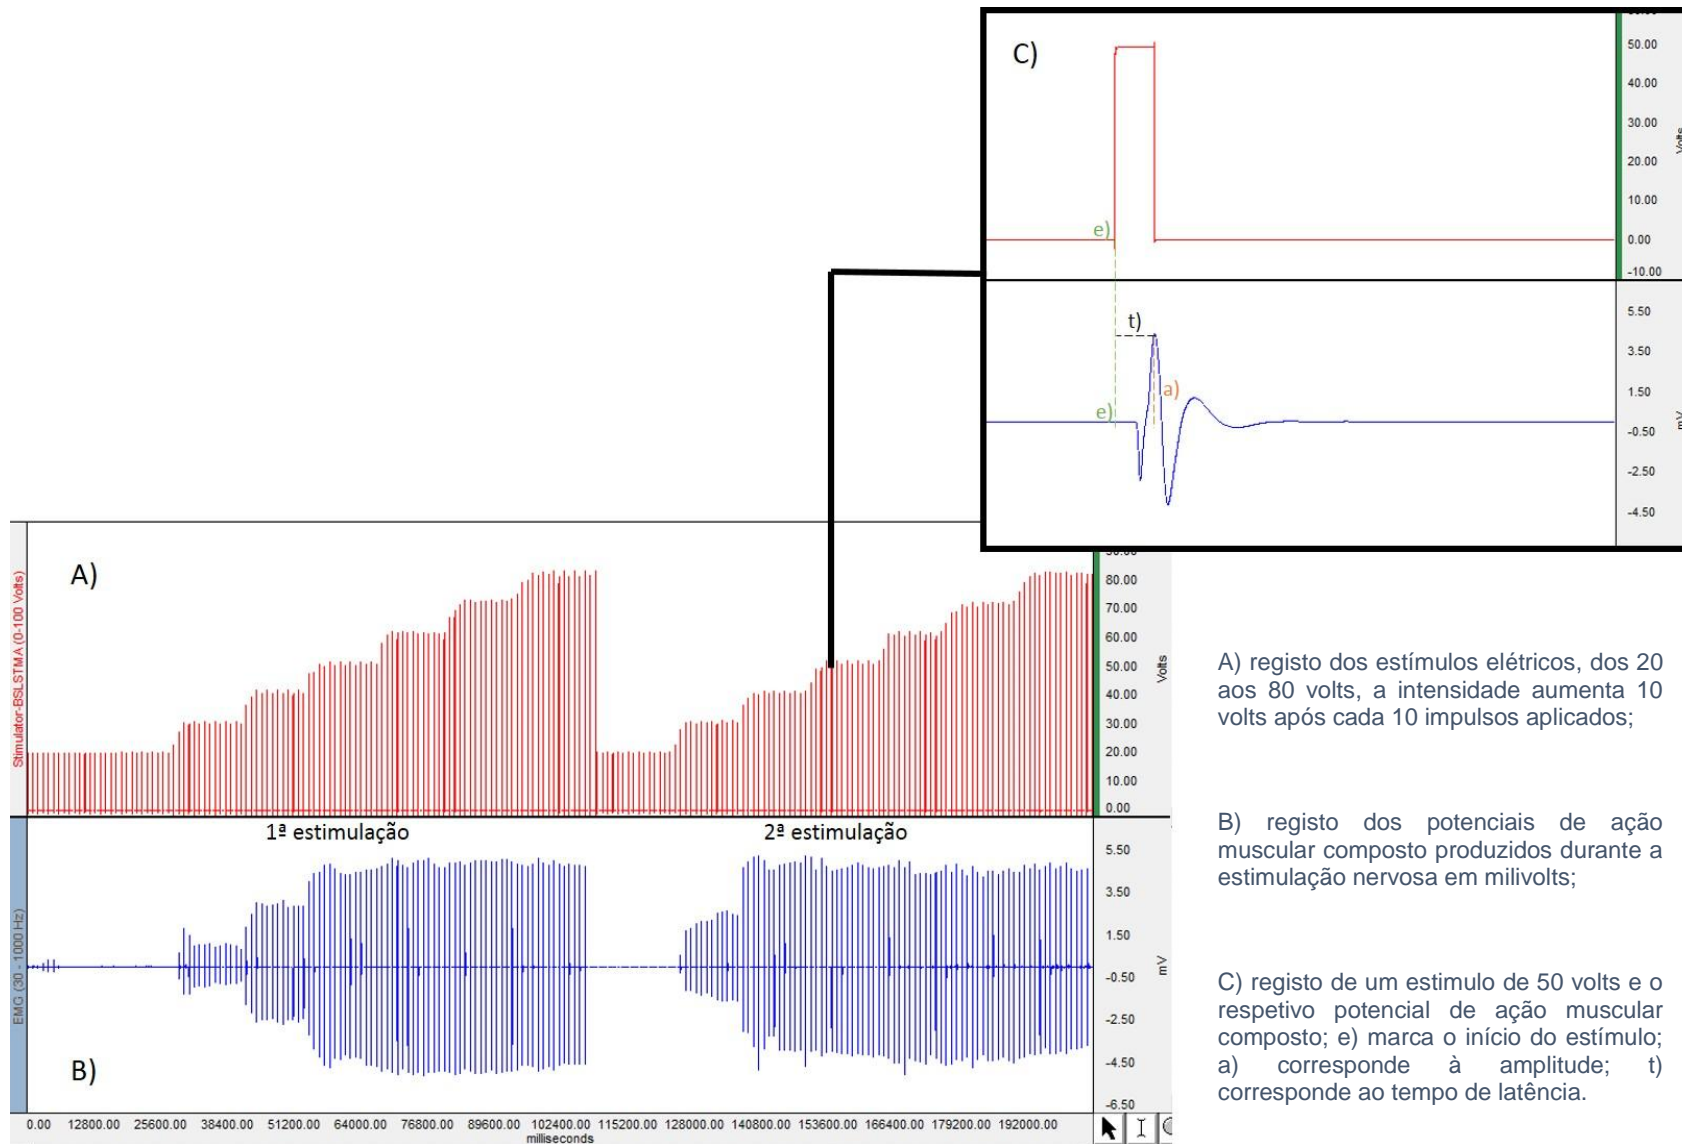 C)
50.00
40.00
30.00
20.00
10.00
0.00
-10.00
Volts
e)
t)
a)
e)
5.50
3.50
1.50
-0.50
-2.50
-4.50
mV
A)
Stimulator-BSLSTMA (0-100 Volts)
80.00
70.00
60.00
50.00
40.00
30.00
20.00
10.00
0.00
Volts
1ª estimulação
2ª estimulação
B)
EMG (30 - 1000 Hz)
5.50
3.50
1.50
-0.50
-2.50
-4.50
-6.50
mV
0.00 12800.00 25600.00 38400.00 51200.00 64000.00 76800.00 89600.00 102400.00 115200.00 128000.00 140800.00 153600.00 166400.00 179200.00 192000.00
milliseconds
A) registo dos estímulos elétricos, dos 20
aos 80 volts, a intensidade aumenta 10
volts após cada 10 impulsos aplicados;
B) registo dos potenciais de ação
muscular composto produzidos durante a
estimulação nervosa em milivolts;
C) registo de um estimulo de 50 volts e o
respetivo potencial de ação muscular
composto; e) marca o início do estímulo;
a) corresponde à amplitude; t)
corresponde ao tempo de latência.